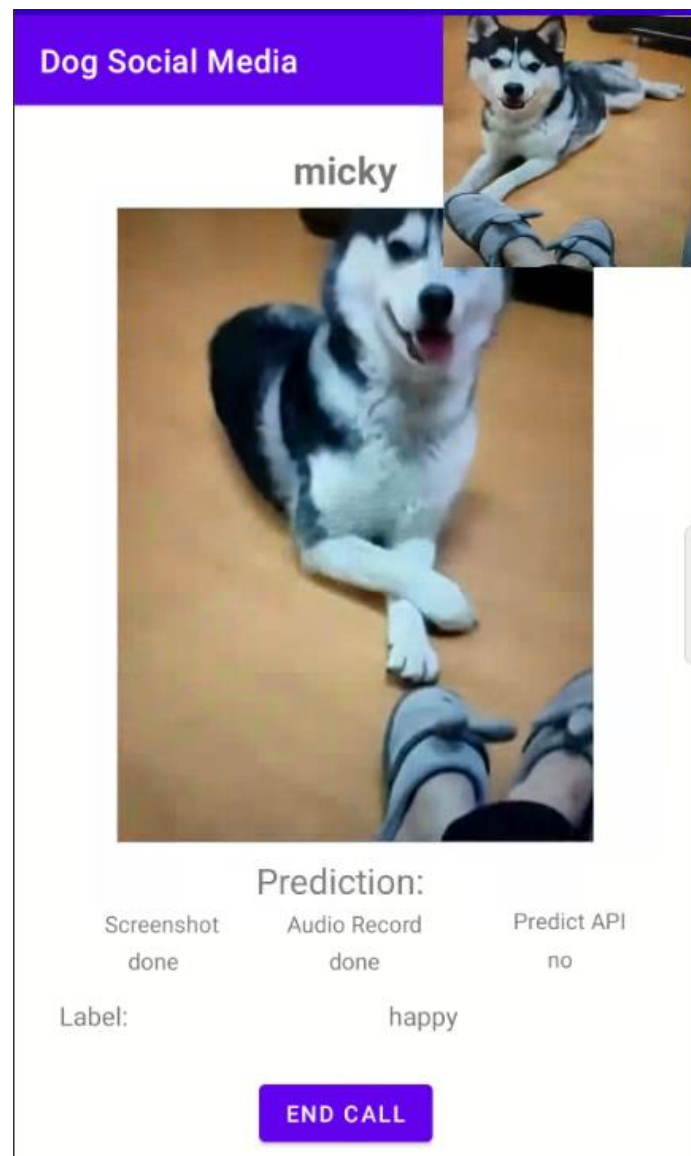 Dog Social Media
micky
Prediction:
Screenshot Audio Record Predict API
done done no
Label: happy
END CALL